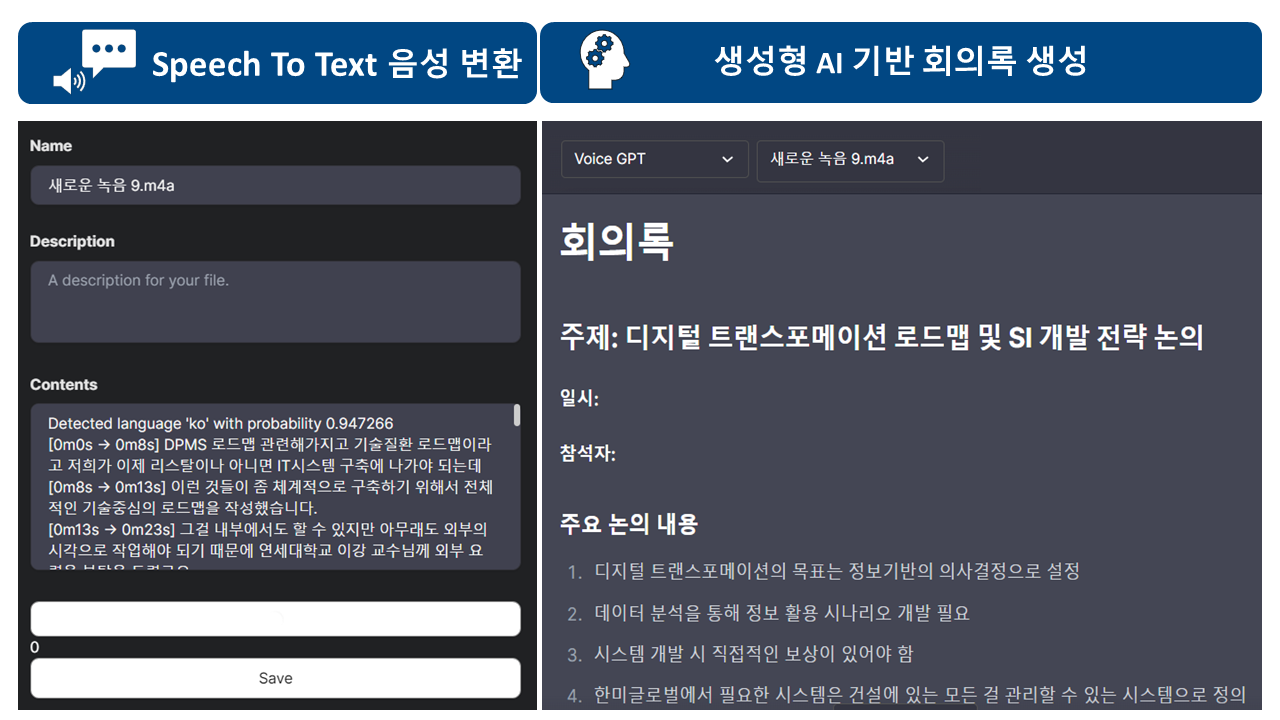 Speech To Text 음성 변환
생성형 AI 기반 회의록 생성
Name
새로운 녹음 9.m4a
Description
A description for your file.
Contents
Detected language 'ko' with probability 0.947266
[0m0s → 0m8s] DPMS 로드맵 관련해가지고 기술질환 로드맵이라
고 저희가 이제 리스탈이나 아니면 IT시스템 구축에 나가야 되는데
[0m8s → 0m13s] 이런 것들이 좀 체계적으로 구축하기 위해서 전체
적인 기술중심의 로드맵을 작성했습니다.
[0m13s → 0m23s] 그걸 내부에서도 할 수 있지만 아무래도 외부의
시각으로 작업해야 되기 때문에 연세대학교 이강 교수님께 외부 요
0
Save
Voice GPT
새로운 녹음 9.m4a
회의록
주제: 디지털 트랜스포메이션 로드맵 및 SI 개발 전략 논의
일시:
참석자:
주요 논의 내용
1. 디지털 트랜스포메이션의 목표는 정보기반의 의사결정으로 설정
2. 데이터 분석을 통해 정보 활용 시나리오 개발 필요
3. 시스템 개발 시 직접적인 보상이 있어야 함
4. 한미글로벌에서 필요한 시스템은 건설에 있는 모든 걸 관리할 수 있는 시스템으로 정의